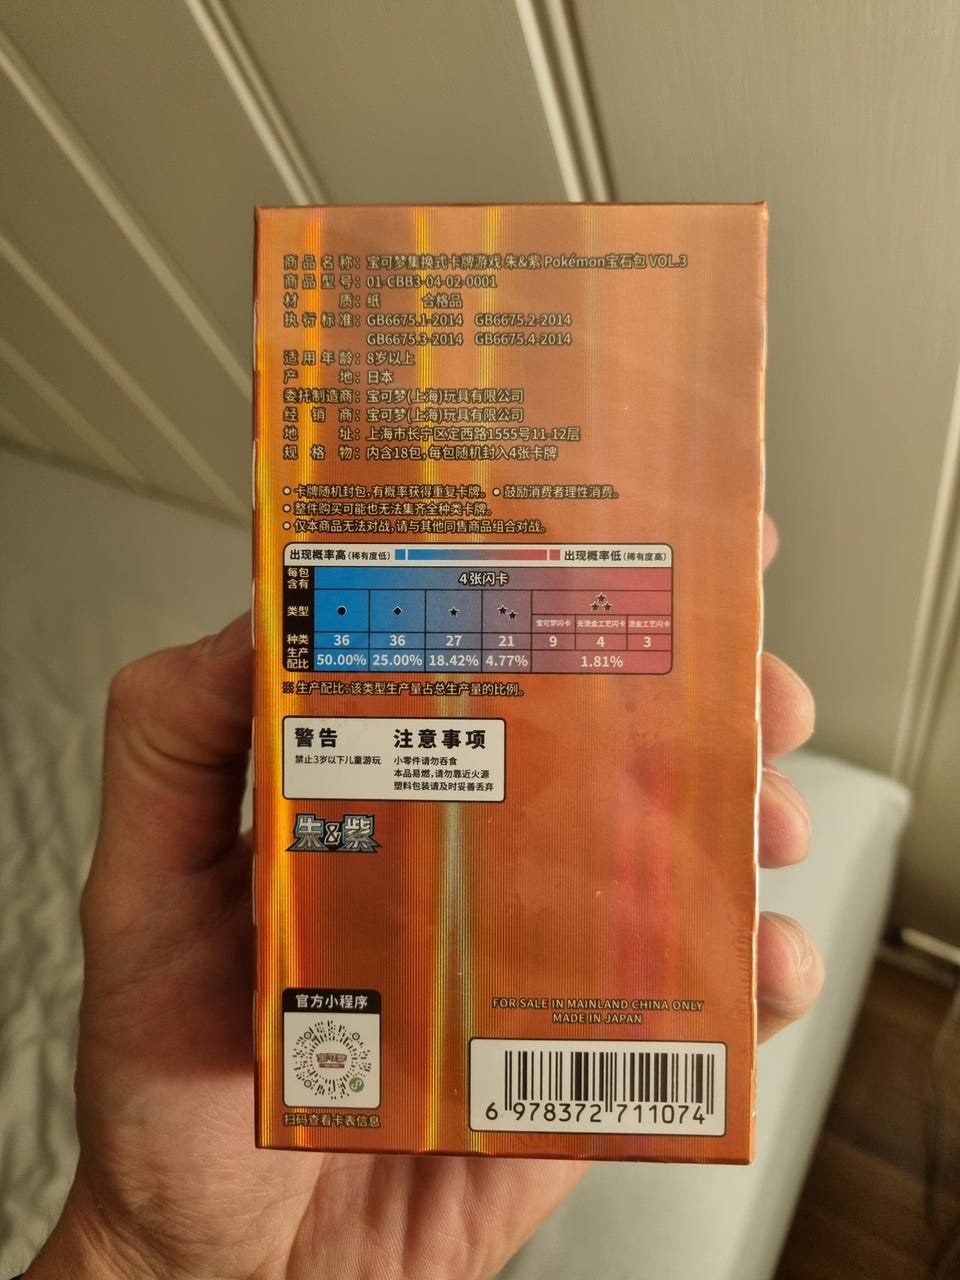 商品名称：宝可梦集换式卡牌游戏 朱&紫 Pokémon宝石包 VOL.3
商品型号：01-CBB3-04-02-0001
材质：纸 合格品
执行标准：GB6675.1-2014 GB6675.2-2014
GB6675.3-2014 GB6675.4-2014
适用年龄：8岁以上
产地：日本
委托制造商：宝可梦(上海)玩具有限公司
经销商：宝可梦(上海)玩具有限公司
地址：上海市长宁区定西路1555号11-12层
规格物：内含18包,每包随机封入4张卡牌
● 卡牌随机封包,有概率获得重复卡牌。 ● 鼓励消费者理性消费。
● 整件购买可能也无法集齐全种类卡牌。
● 仅本商品无法对战,请与其他同售商品组合对战。
出现概率高(稀有度低) 出现概率低(稀有度高)
每包含有 4张闪卡
类型 ● ◆ ★ ★★ ★★★
宝可梦闪卡 无烫金工艺闪卡 烫金工艺闪卡
种类 36 36 27 21 9 4 3
生产配比 50.00% 25.00% 18.42% 4.77% 1.81%
※ 生产配比:该类型生产量占总生产量的比例。
警告 注意事项
禁止3岁以下儿童游玩 小零件请勿吞食
本品易燃,请勿靠近火源
塑料包装请及时妥善丢弃
朱&紫
官方小程序
宝可梦
扫码查看卡表信息
FOR SALE IN MAINLAND CHINA ONLY
MADE IN JAPAN
6 978372 711074